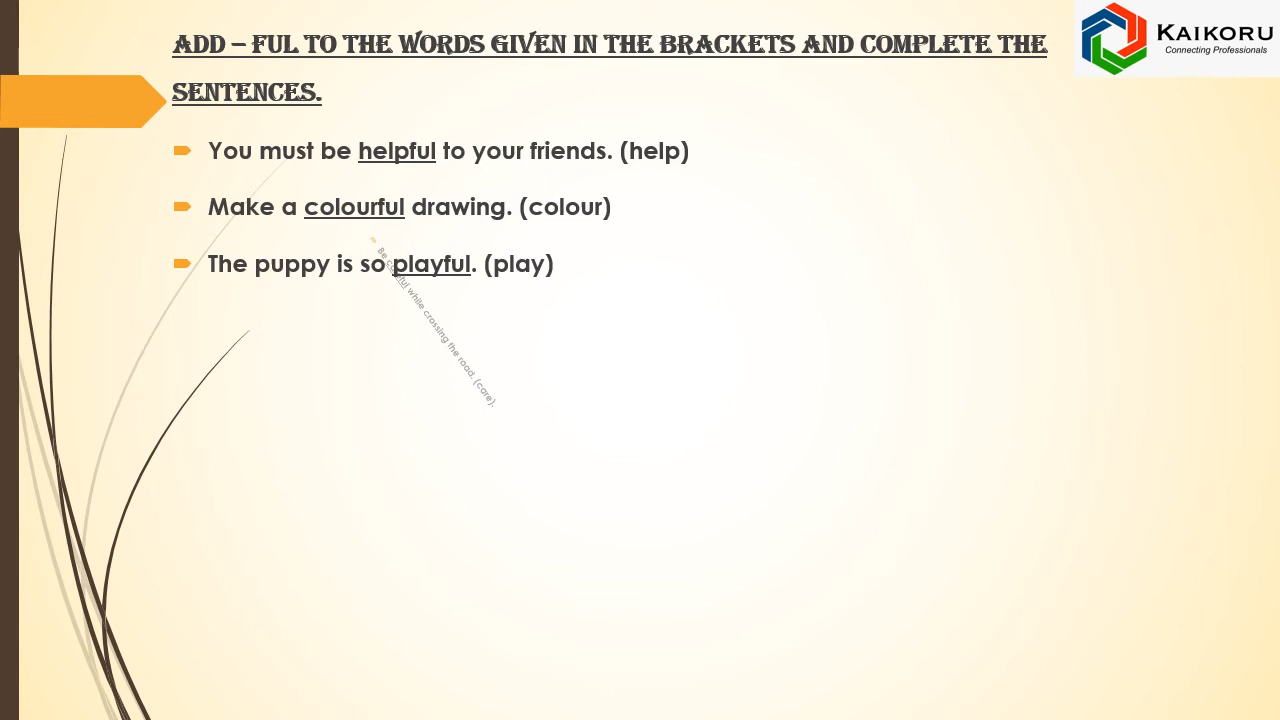 ADD – FUL TO THE WORDS GIVEN IN THE BRACKETS AND COMPLETE THE
SENTENCES.
KAIKORU
Connecting Professionals
You must be helpful to your friends. (help)
Make a colourful drawing. (colour)
The puppy is so playful. (play)
Be careful while crossing the road. (care).